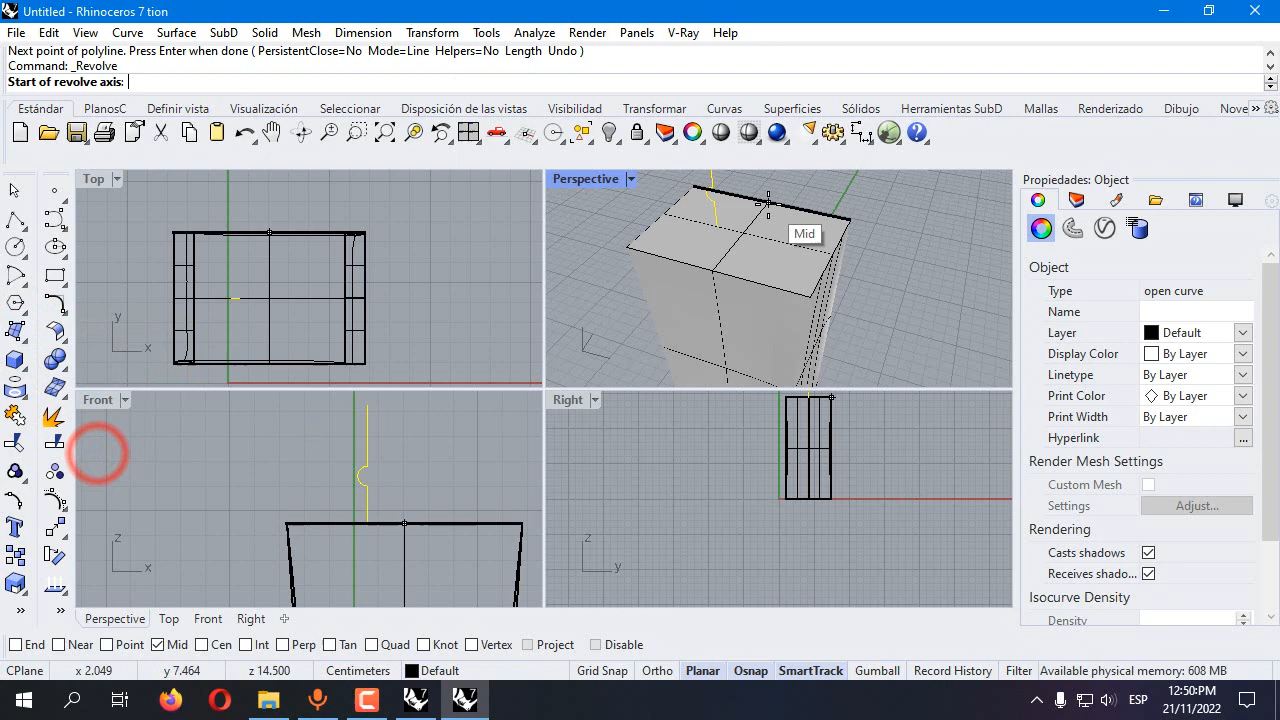 Untitled - Rhinoceros 7 tion
File Edit View Curve Surface SubD Solid Mesh Dimension Transform Tools Analyze Render Panels V-Ray Help
Next point of polyline. Press Enter when done ( PersistentClose=No Mode=Line Helpers=No Length Undo )
Command: _Revolve
Start of revolve axis:
Estándar PlanosC Definir vista Visualización Seleccionar Disposición de las vistas Visibilidad Transformar Curvas Superficies Sólidos Herramientas SubD Mallas Renderizado Dibujo Nove »
Top
Perspective
Propiedades: Object
Mid
y
x
Object
Type open curve
Name
Layer Default
Display Color By Layer
Linetype By Layer
Print Color By Layer
Print Width By Layer
Hyperlink ...
Front
Right
Render Mesh Settings
Custom Mesh
Settings Adjust...
Rendering
Casts shadows
Receives shado...
Isocurve Density
Density
z
x
z
y
» »
Perspective Top Front Right
End Near Point Mid Cen Int Perp Tan Quad Knot Vertex Project Disable
CPlane x 2.049 y 7.464 z 14.500 Centimeters Default Grid Snap Ortho Planar Osnap SmartTrack Gumball Record History Filter Available physical memory: 608 MB
ESP
12:50:PM
21/11/2022